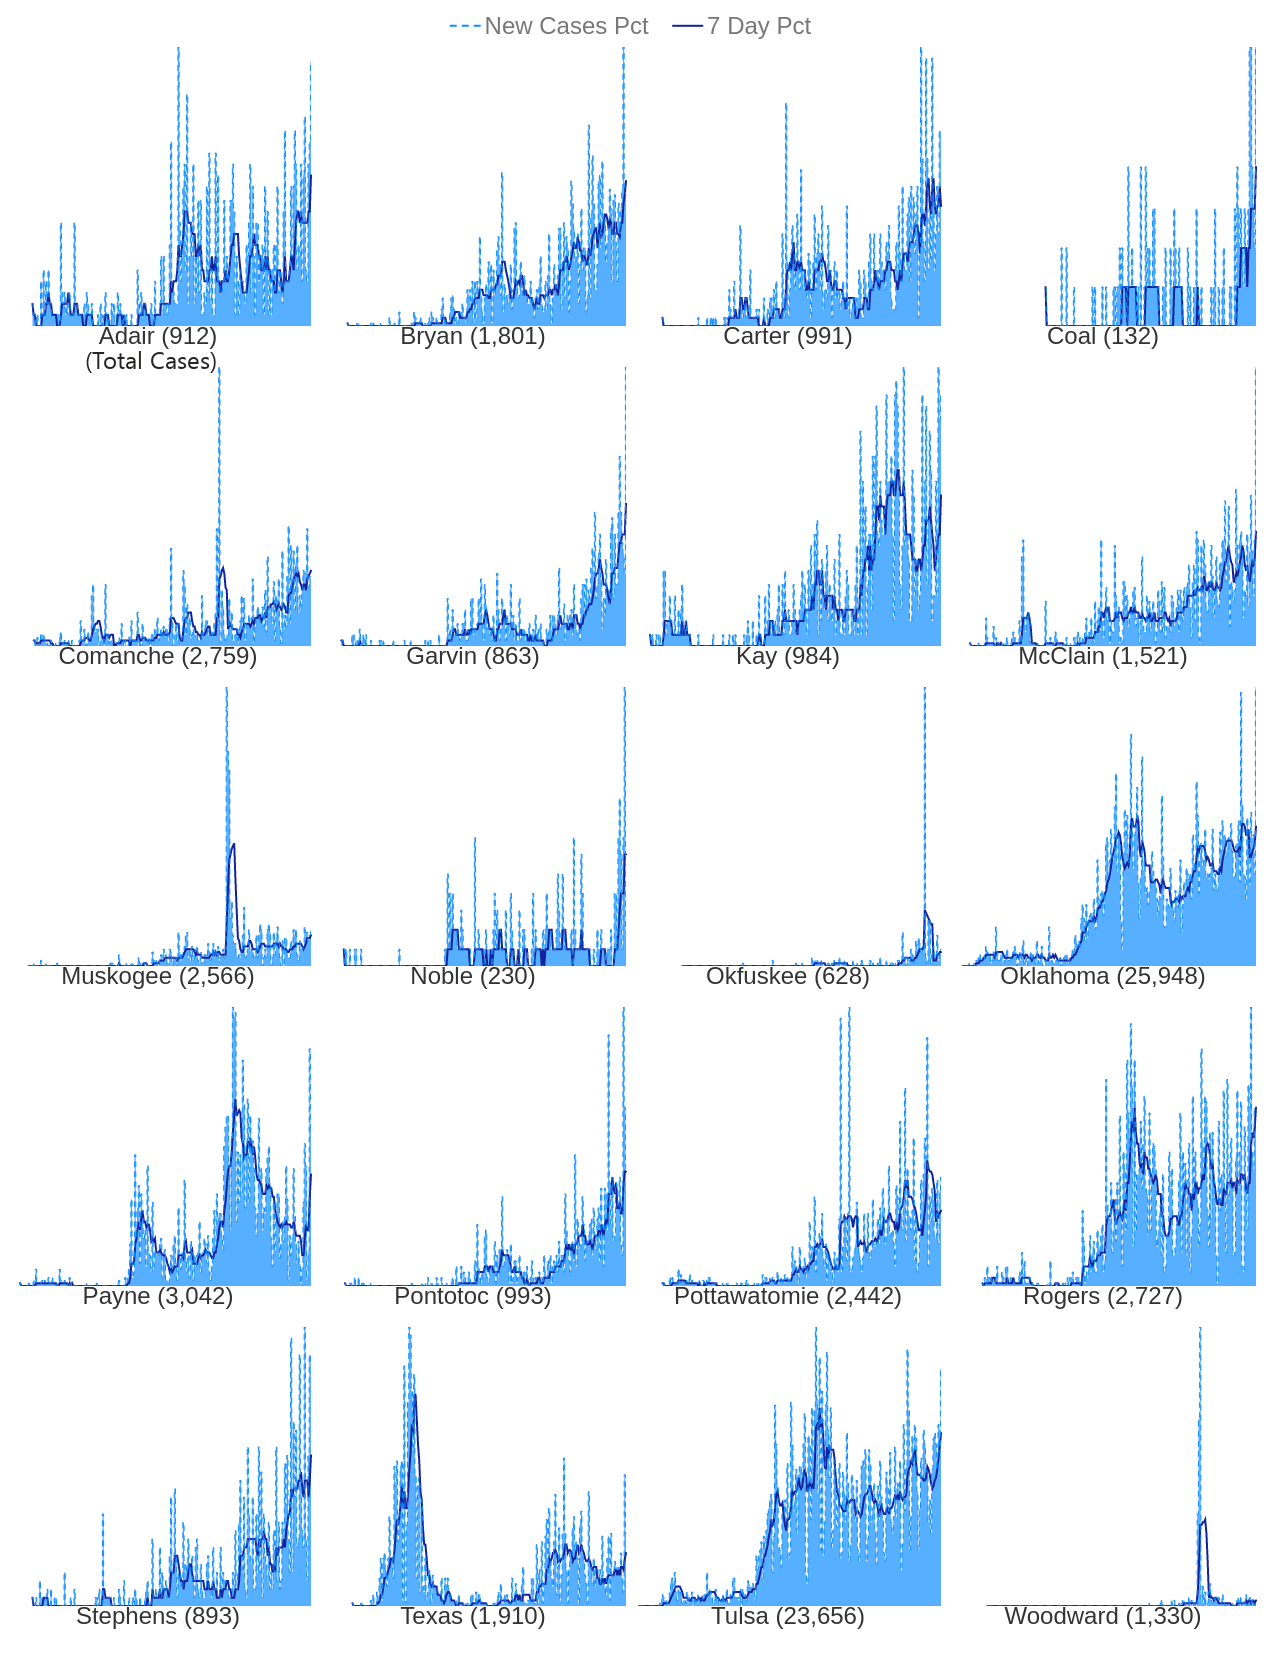 New Cases Pct 7 Day Pct
Adair (912) Bryan (1,801) Carter (991) Coal (132)
(Total Cases)
Comanche (2,759) Garvin (863) Kay (984) McClain (1,521)
Muskogee (2,566) Noble (230) Okfuskee (628) Oklahoma (25,948)
Payne (3,042) Pontotoc (993) Pottawatomie (2,442) Rogers (2,727)
Stephens (893) Texas (1,910) Tulsa (23,656) Woodward (1,330)